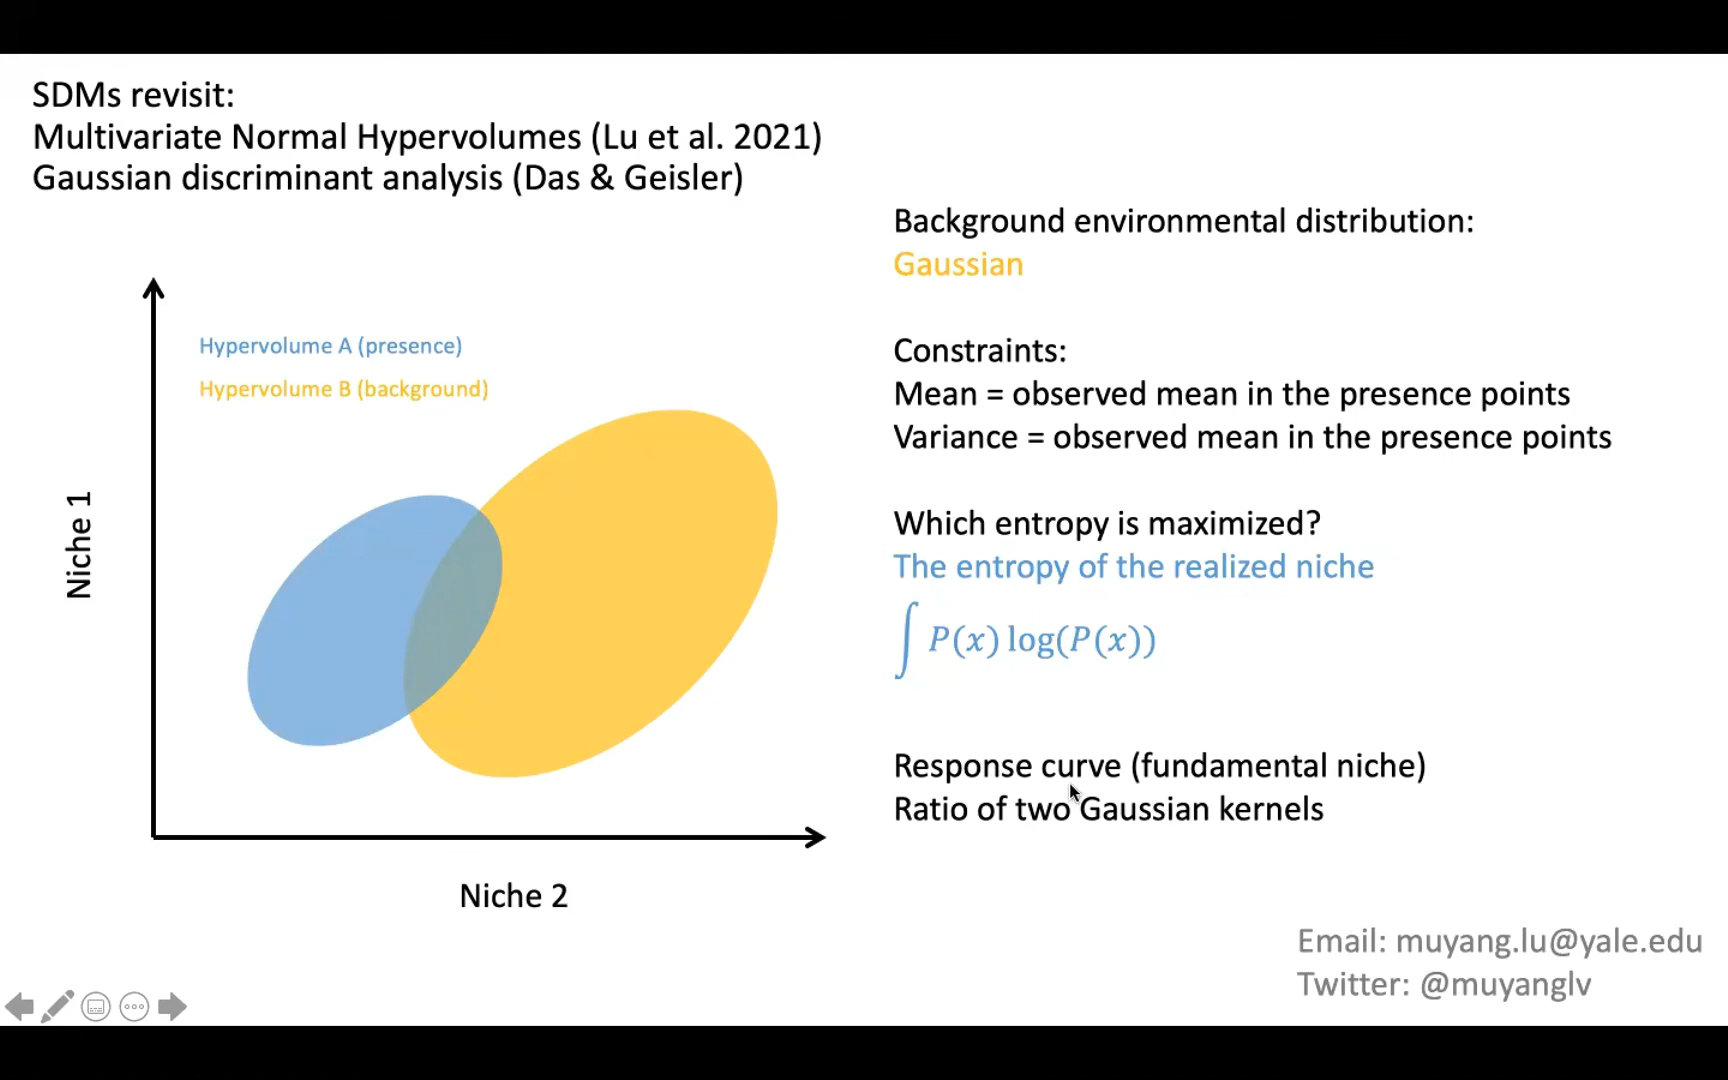 SDMs revisit:
Multivariate Normal Hypervolumes (Lu et al. 2021)
Gaussian discriminant analysis (Das & Geisler)
Background environmental distribution:
Gaussian
Constraints:
Mean = observed mean in the presence points
Variance = observed mean in the presence points
Which entropy is maximized?
The entropy of the realized niche
∫ P(x) log(P(x))
Response curve (fundamental niche)
Ratio of two Gaussian kernels
Hypervolume A (presence)
Hypervolume B (background)
Niche 1
Niche 2
Email: muyang.lu@yale.edu
Twitter: @muyanglv